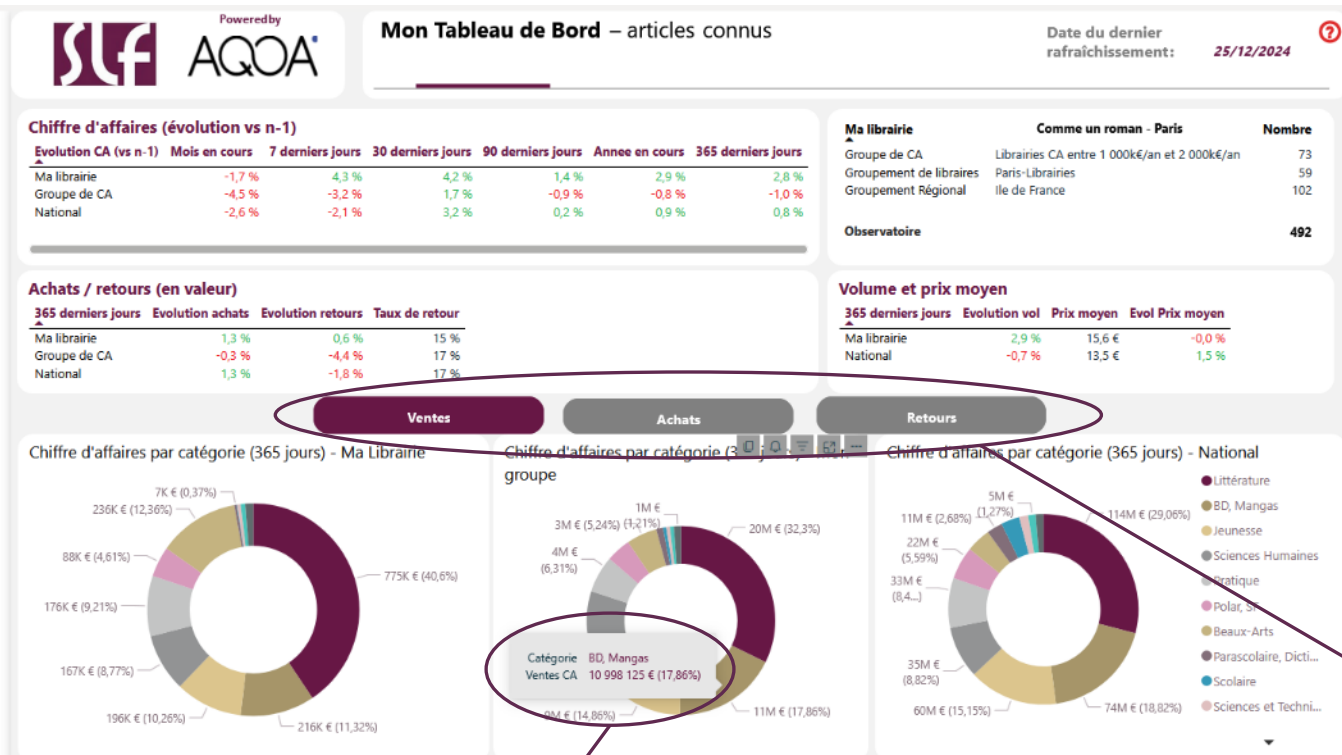 SLF
Powered by
AQOA
Mon Tableau de Bord – articles connus
Date du dernier
rafraîchissement: 25/12/2024
?
Chiffre d'affaires (évolution vs n-1)
Evolution CA (vs n-1) Mois en cours 7 derniers jours 30 derniers jours 90 derniers jours Annee en cours 365 derniers jours
Ma librairie -1,7 % 4,3 % 4,2 % 1,4 % 2,9 % 2,8 %
Groupe de CA -4,5 % -3,2 % 1,7 % -0,9 % -0,8 % -1,0 %
National -2,6 % -2,1 % 3,2 % 0,2 % 0,9 % 0,8 %
Ma librairie Comme un roman - Paris Nombre
Groupe de CA Librairies CA entre 1 000k€/an et 2 000k€/an 73
Groupement de libraires Paris-Librairies 59
Groupement Régional Ile de France 102
Observatoire 492
Achats / retours (en valeur)
365 derniers jours Evolution achats Evolution retours Taux de retour
Ma librairie 1,3 % 0,6 % 15 %
Groupe de CA -0,3 % -4,4 % 17 %
National 1,3 % -1,8 % 17 %
Volume et prix moyen
365 derniers jours Evolution vol Prix moyen Evol Prix moyen
Ma librairie 2,9 % 15,6 € -0,0 %
National -0,7 % 13,5 € 1,5 %
Ventes
Achats
Retours
Chiffre d'affaires par catégorie (365 jours) - Ma Librairie
7K € (0,37%)
236K € (12,36%)
88K € (4,61%)
176K € (9,21%)
167K € (8,77%)
196K € (10,26%)
216K € (11,32%)
775K € (40,6%)
Chiffre d'affaires par catégorie (3
groupe
1M €
(1,21%)
3M € (5,24%)
4M €
(6,31%)
20M € (32,3%)
Catégorie BD, Mangas
Ventes CA 10 998 125 € (17,86%)
9M € (14,86%)
11M € (17,86%)
Chiffre d'affaires par catégorie (365 jours) - National
5M €
(1,27%)
11M € (2,68%)
22M €
(5,59%)
33M €
(8,4...)
35M €
(8,82%)
60M € (15,15%)
74M € (18,82%)
114M € (29,06%)
Littérature
BD, Mangas
Jeunesse
Sciences Humaines
Pratique
Polar, SF
Beaux-Arts
Parascolaire, Dicti...
Scolaire
Sciences et Techni...